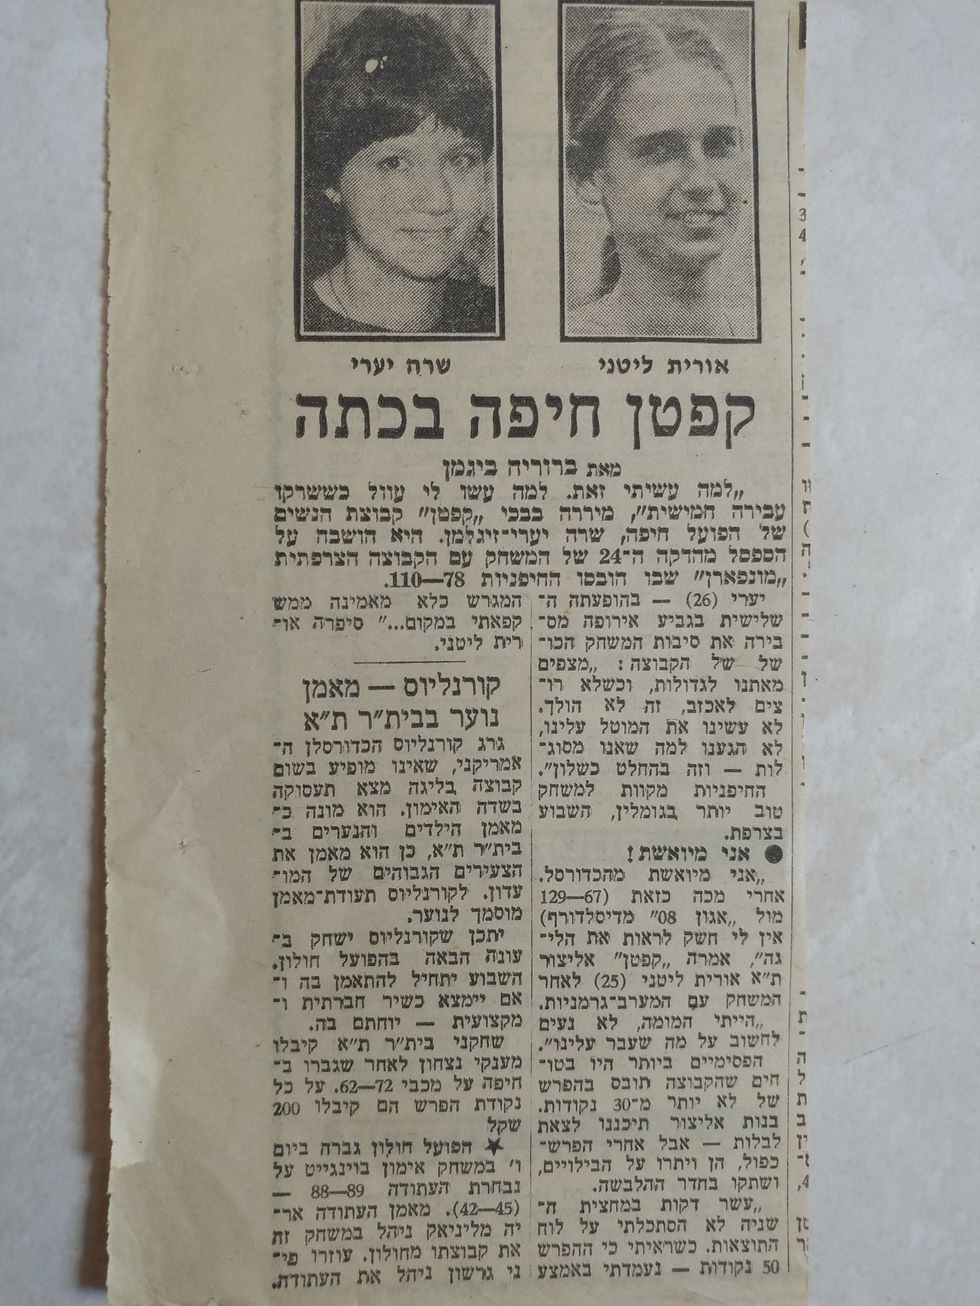 אורית ליטני
שרה יערי
קפטן חיפה בכתה
מאת ברוריה ביגמן
„למה עשיתי זאת. למה עשו לי עוול כששרקו
עבירה חמישית”, מיררה בבכי „קפטן” קבוצת הנשים
של הפועל חיפה, שרה יערי־זיגלמן. היא הושבה על
הספסל מהדקה ה־24 של המשחק עם הקבוצה הצרפתית
„מונפארן” שבו הובסו החיפניות 78—110.
יערי (26) — בהופעתה ה־
שלישית בגביע אירופה מס־
בירה את סיבות המשחק הכו־
של של הקבוצה: „מצפים
מאתנו לגדולות, וכשלא רו־
צים לאכזב, זה לא הולך.
לא עשינו את המוטל עלינו,
לא הגענו למה שאנו מסוג־
לות — וזה בהחלט כשלון”.
החיפניות מקוות למשחק
טוב יותר בגומלין, השבוע
בצרפת.
● אני מיואשת!
„אני מיואשת מהכדורסל.
אחרי מכה כזאת (67—129
מול „אגון 08” מדיסלדורף)
אין לי חשק לראות את הלי־
גה”, אמרה „קפטן” אליצור
ת״א אורית ליטני (25) לאחר
המשחק עם המערב־גרמניות.
„הייתי המומה, לא נעים
לחשוב על מה שעבר עלינו”.
הפסימיים ביותר היו בטו־
חים שהקבוצה תובס בהפרש
של לא יותר מ־30 נקודות.
בנות אליצור תיכננו לצאת
לבלות — אבל אחרי הפרש־
כפול, הן ויתרו על הבילויים,
ושתקו בחדר ההלבשה.
„עשר דקות במחצית ה־
שניה לא הסתכלתי על לוח
התוצאות. כשראיתי כי ההפרש
50 נקודות — נעמדתי באמצע
המגרש כלא מאמינה ממש
קפאתי במקום...” סיפרה או־
רית ליטני.
קורנליוס — מאמן
נוער בבית״ר ת״א
גרג קורנליוס הכדורסלן ה־
אמריקני, שאינו מופיע בשום
קבוצה בליגה מצא תעסוקה
בשדה האימון. הוא מונה כ־
מאמן הילדים והנערים ב־
בית״ר ת״א, כן הוא מאמן את
הצעירים הגבוהים של המו־
עדון. לקורנליוס תעודת־מאמן
מוסמך לנוער.
יתכן שקורנליוס ישחק ב־
עונה הבאה בהפועל חולון.
השבוע יתחיל להתאמן בה ו־
אם יימצא כשיר חברתית ו־
מקצועית — יוחתם בה.
שחקני בית״ר ת״א קיבלו
מענקי נצחון לאחר שגברו ב־
חיפה על מכבי 72—62. על כל
נקודת הפרש הם קיבלו 200
שקל
★ הפועל חולון גברה ביום
ו' במשחק אימון בוינגייט על
נבחרת העתודה 89—88 —
(45—42). מאמן העתודה אר־
יה מליניאק ניהל במשחק זה
את קבוצתו מחולון. עוזרו פי־
ני גרשון ניהל את העתודה.